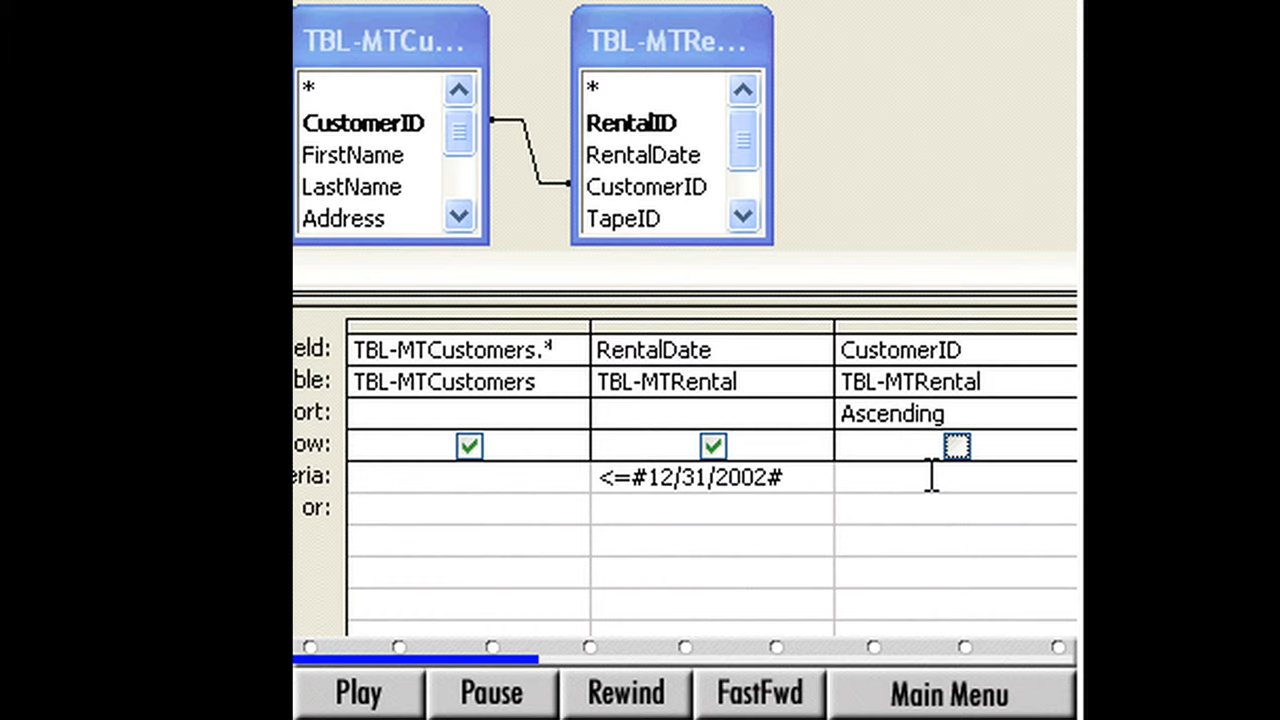 TBL-MTCu... TBL-MTRe...
* *
CustomerID RentalID
FirstName RentalDate
LastName CustomerID
Address TapeID
eld: TBL-MTCustomers.* RentalDate CustomerID
ble: TBL-MTCustomers TBL-MTRental TBL-MTRental
ort: Ascending
ow:
eria: <=#12/31/2002#
or:
Play Pause Rewind FastFwd Main Menu